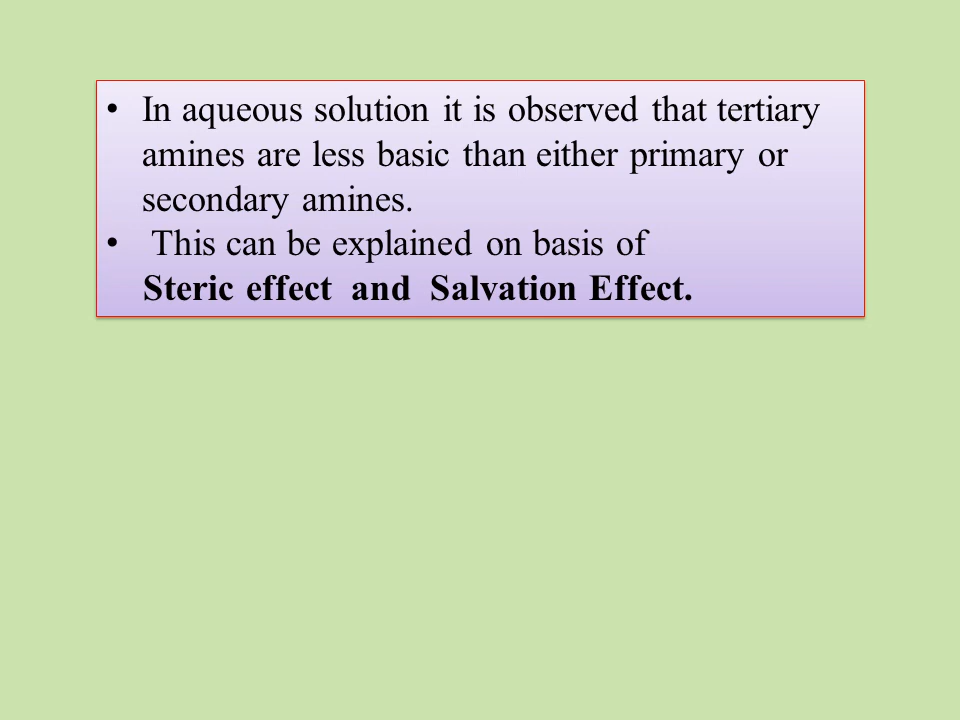 • In aqueous solution it is observed that tertiary
amines are less basic than either primary or
secondary amines.
• This can be explained on basis of
Steric effect and Salvation Effect.